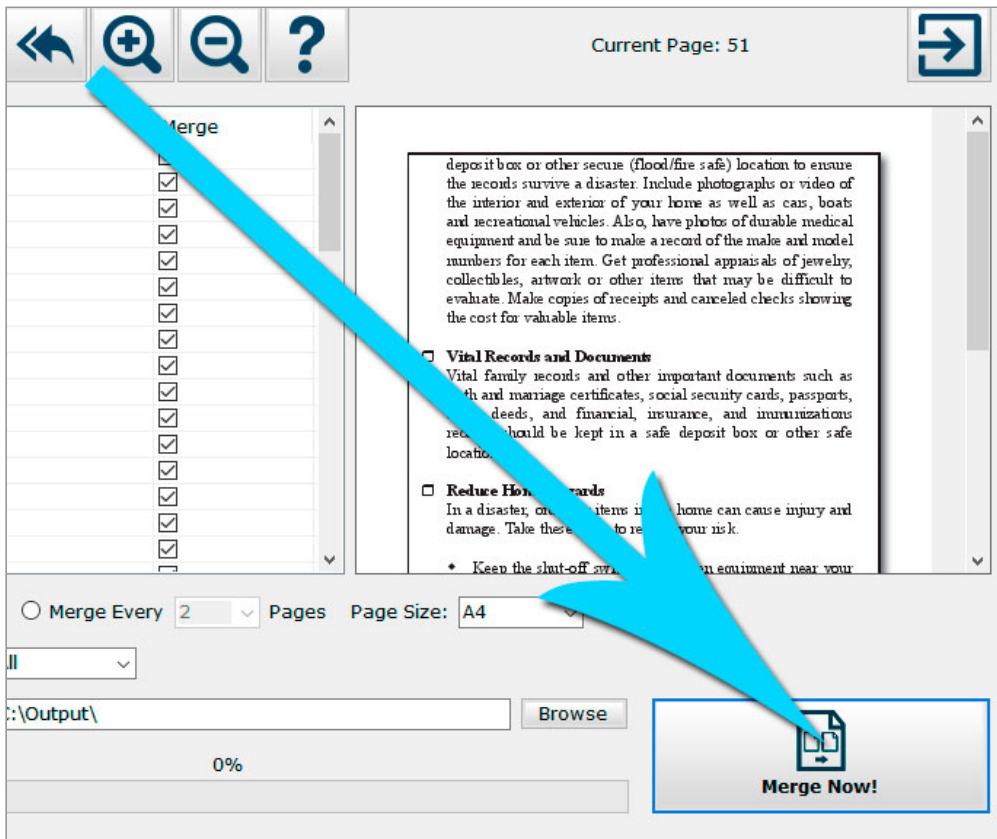 Current Page: 51
Merge
deposit box or other secure (flood/fire safe) location to ensure
the records survive a disaster. Include photographs or video of
the interior and exterior of your home as well as cars, boats
and recreational vehicles. Also, have photos of durable medical
equipment and be sure to make a record of the make and model
numbers for each item. Get professional appraisals of jewelry,
collectibles, artwork or other items that may be difficult to
evaluate. Make copies of receipts and canceled checks showing
the cost for valuable items.
Vital Records and Documents
Vital family records and other important documents such as
and marriage certificates, social security cards, passports,
deeds, and financial, insurance, and immunizations
should be kept in a safe deposit box or other safe
Reduce
In a disaster, items in home can cause injury and
damage. Take these to your risk.
• Keep the shut-off equipment near your
Merge Every 2 Pages Page Size: A4
C:\Output\
Browse
0%
Merge Now!